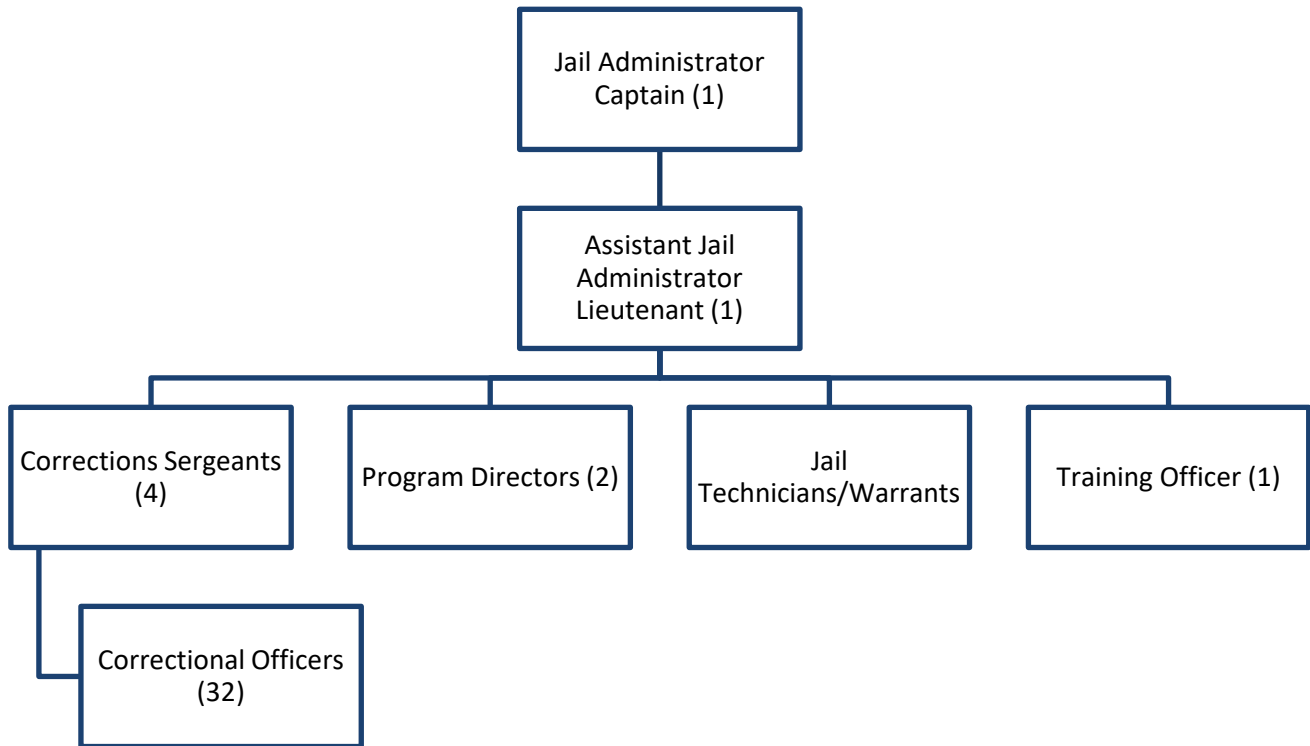 Jail Administrator
Captain (1)
Assistant Jail
Administrator
Lieutenant (1)
Corrections Sergeants
(4)
Program Directors (2)
Jail
Technicians/Warrants
Training Officer (1)
Correctional Officers
(32)